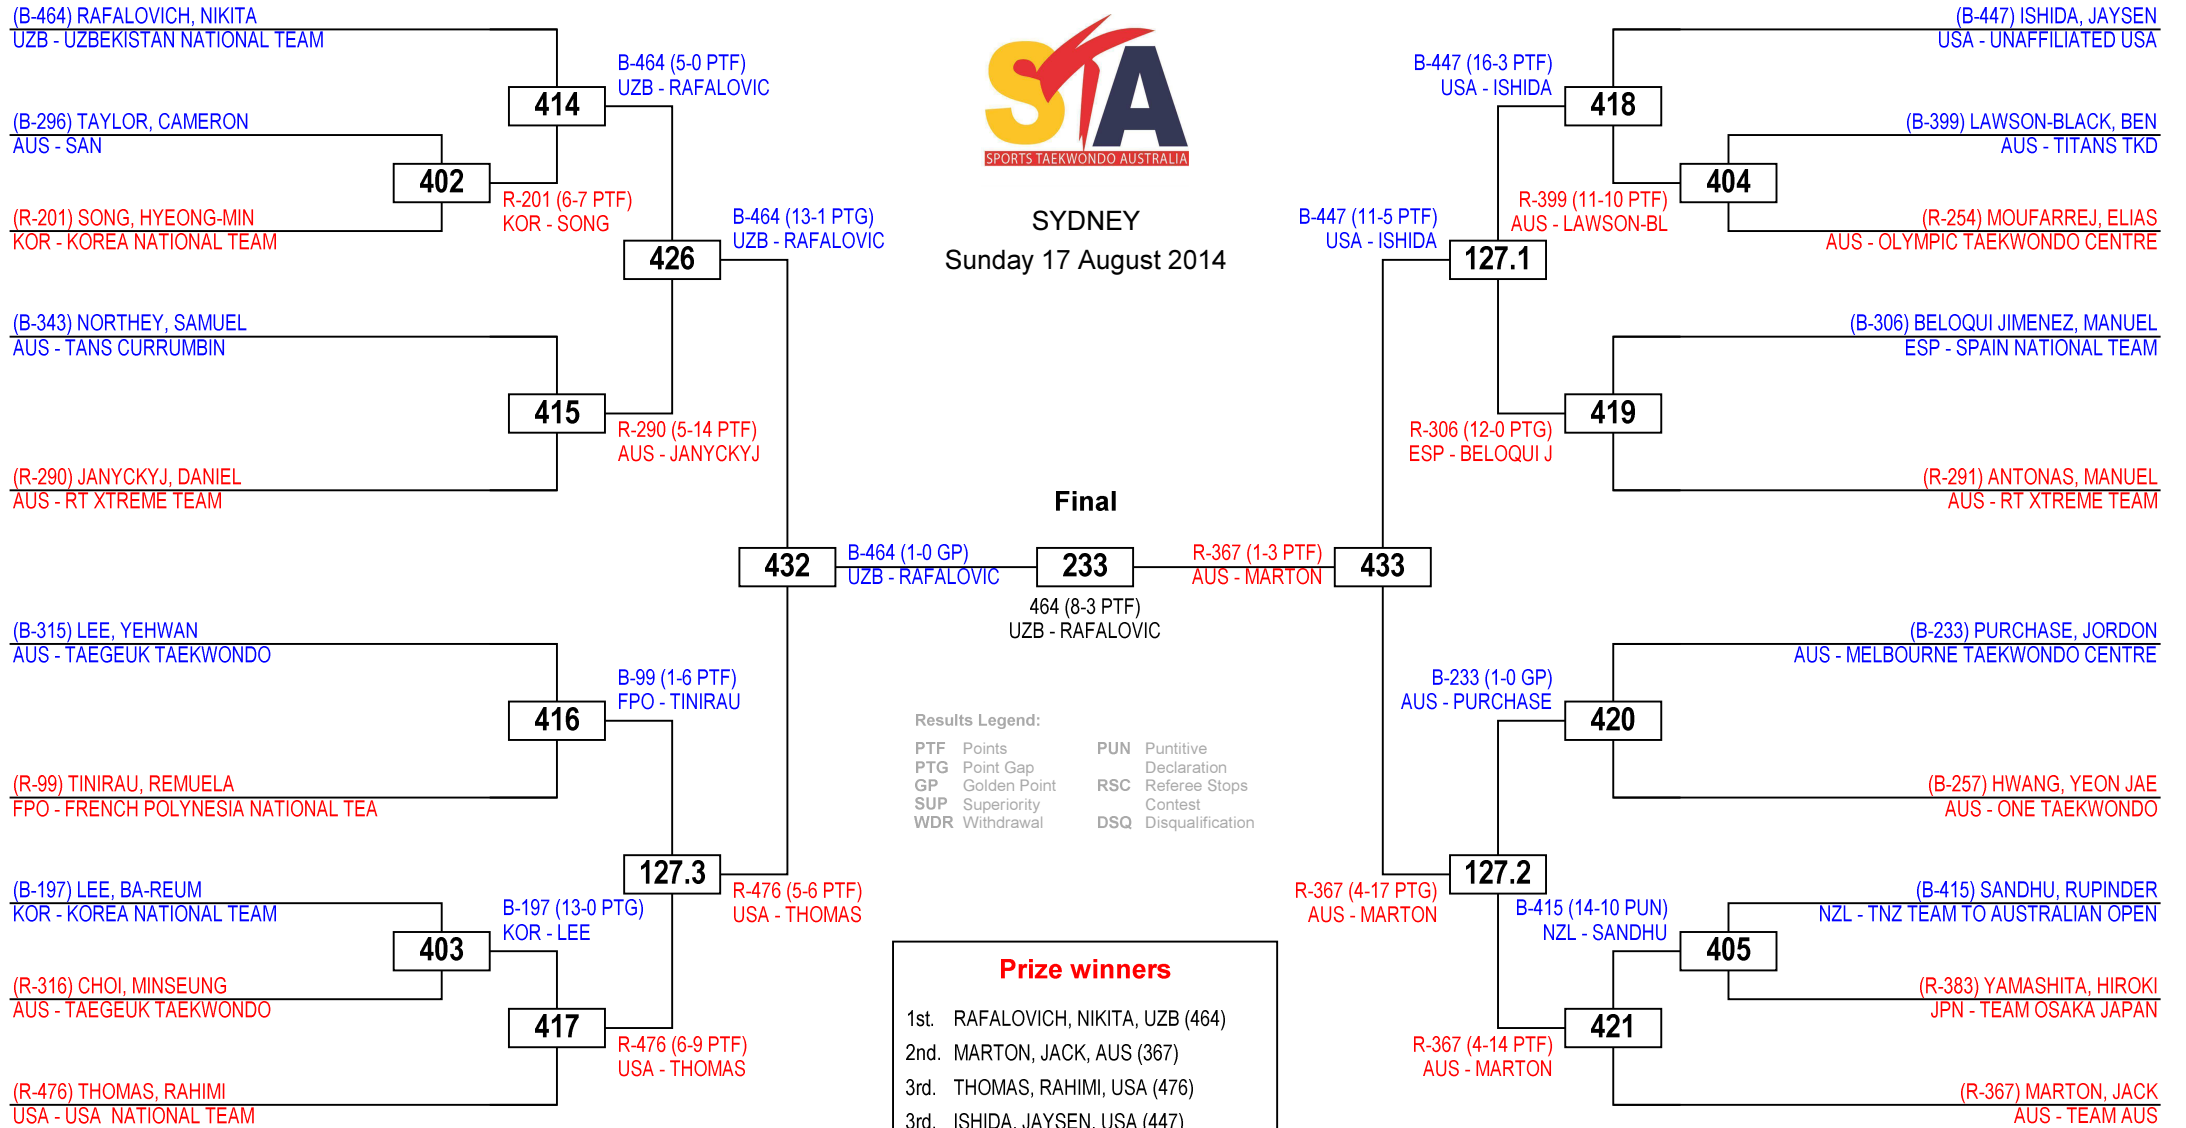 (B-464) RAFALOVICH, NIKITA
UZB - UZBEKISTAN NATIONAL TEAM
B-464 (5-0 PTF)
UZB - RAFALOVIC
414
(B-296) TAYLOR, CAMERON
AUS - SAN
402
R-201 (6-7 PTF)
KOR - SONG
(R-201) SONG, HYEONG-MIN
KOR - KOREA NATIONAL TEAM
B-464 (13-1 PTG)
UZB - RAFALOVIC
426
(B-343) NORTHEY, SAMUEL
AUS - TANS CURRUMBIN
415
R-290 (5-14 PTF)
AUS - JANYCKYJ
(R-290) JANYCKYJ, DANIEL
AUS - RT XTREME TEAM
432
B-464 (1-0 GP)
UZB - RAFALOVIC
(B-315) LEE, YEHWAN
AUS - TAEGEUK TAEKWONDO
B-99 (1-6 PTF)
FPO - TINIRAU
416
(R-99) TINIRAU, REMUELA
FPO - FRENCH POLYNESIA NATIONAL TEA
127.3
R-476 (5-6 PTF)
USA - THOMAS
(B-197) LEE, BA-REUM
KOR - KOREA NATIONAL TEAM
B-197 (13-0 PTG)
KOR - LEE
403
(R-316) CHOI, MINSEUNG
AUS - TAEGEUK TAEKWONDO
417
R-476 (6-9 PTF)
USA - THOMAS
(R-476) THOMAS, RAHIMI
USA - USA  NATIONAL TEAM
STA
SPORTS TAEKWONDO AUSTRALIA
SYDNEY
Sunday 17 August 2014
Final
233
464 (8-3 PTF)
UZB - RAFALOVIC
Results Legend:
PTF Points
PTG Point Gap
GP Golden Point
SUP Superiority
WDR Withdrawal
PUN Puntitive
Declaration
RSC Referee Stops
Contest
DSQ Disqualification
Prize winners
1st. RAFALOVICH, NIKITA, UZB (464)
2nd. MARTON, JACK, AUS (367)
3rd. THOMAS, RAHIMI, USA (476)
3rd. ISHIDA, JAYSEN, USA (447)
(B-447) ISHIDA, JAYSEN
USA - UNAFFILIATED USA
B-447 (16-3 PTF)
USA - ISHIDA
418
(B-399) LAWSON-BLACK, BEN
AUS - TITANS TKD
404
R-399 (11-10 PTF)
AUS - LAWSON-BL
(R-254) MOUFARREJ, ELIAS
AUS - OLYMPIC TAEKWONDO CENTRE
B-447 (11-5 PTF)
USA - ISHIDA
127.1
(B-306) BELOQUI JIMENEZ, MANUEL
ESP - SPAIN NATIONAL TEAM
419
R-306 (12-0 PTG)
ESP - BELOQUI J
(R-291) ANTONAS, MANUEL
AUS - RT XTREME TEAM
R-367 (1-3 PTF)
AUS - MARTON
433
(B-233) PURCHASE, JORDON
AUS - MELBOURNE TAEKWONDO CENTRE
B-233 (1-0 GP)
AUS - PURCHASE
420
(B-257) HWANG, YEON JAE
AUS - ONE TAEKWONDO
127.2
R-367 (4-17 PTG)
AUS - MARTON
(B-415) SANDHU, RUPINDER
NZL - TNZ TEAM TO AUSTRALIAN OPEN
B-415 (14-10 PUN)
NZL - SANDHU
405
(R-383) YAMASHITA, HIROKI
JPN - TEAM OSAKA JAPAN
421
R-367 (4-14 PTF)
AUS - MARTON
(R-367) MARTON, JACK
AUS - TEAM AUS